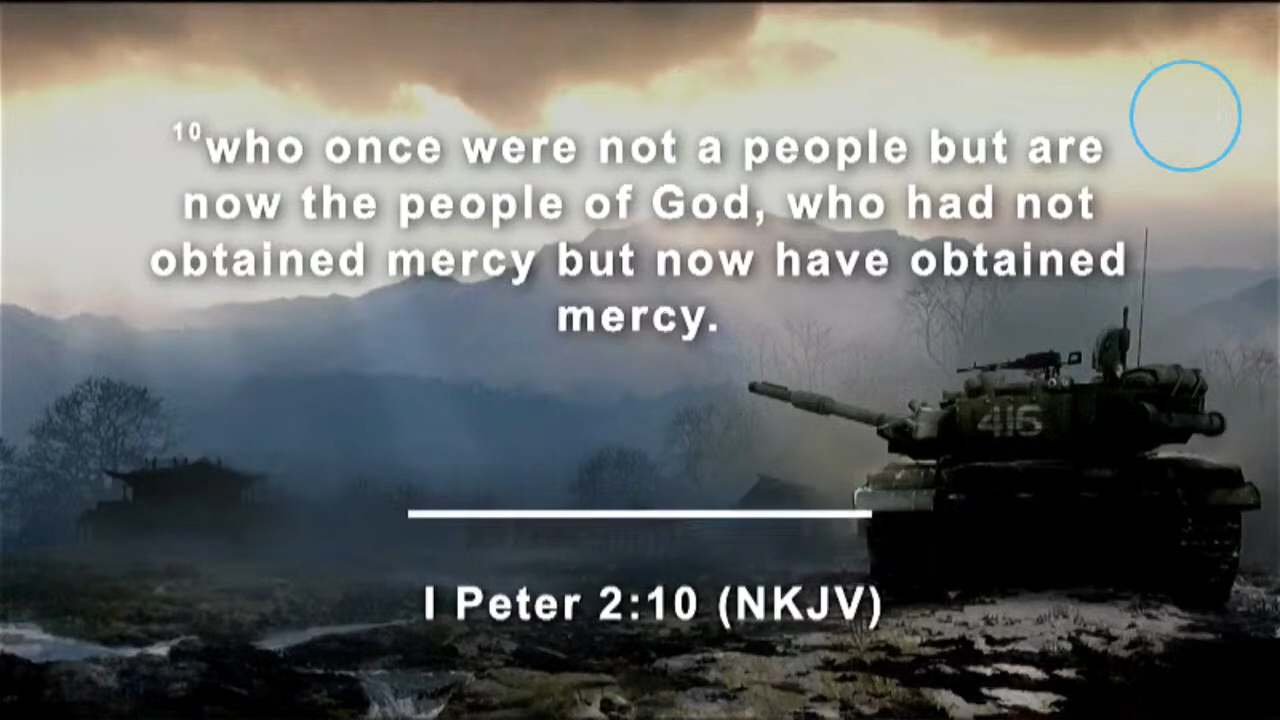 10who once were not a people but are
now the people of God, who had not
obtained mercy but now have obtained
mercy.
416
I Peter 2:10 (NKJV)